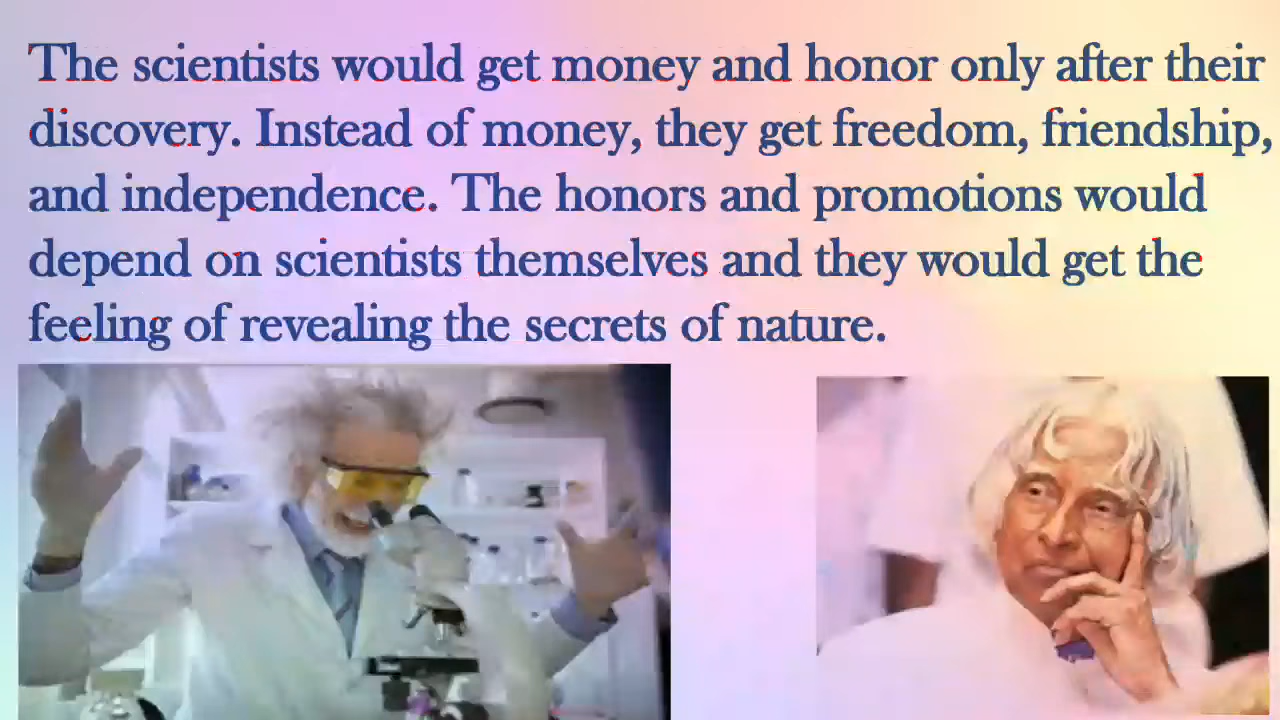 The scientists would get money and honor only after their
discovery. Instead of money, they get freedom, friendship,
and independence. The honors and promotions would
depend on scientists themselves and they would get the
feeling of revealing the secrets of nature.